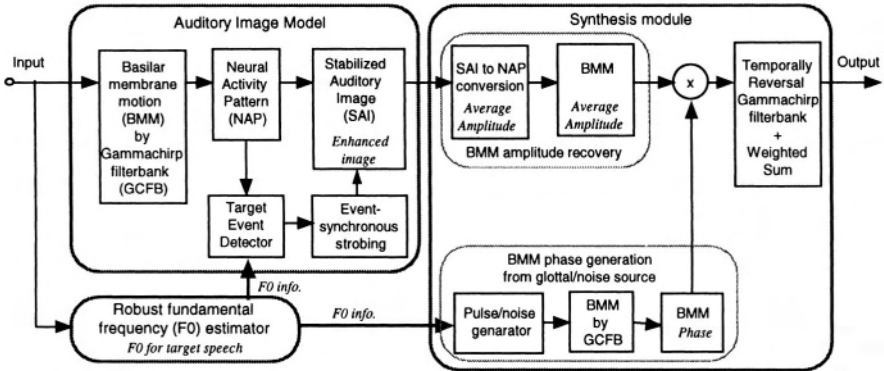 Auditory Image Model
Synthesis module
Input
Output
Basilar
membrane
motion
(BMM)
by
Gammachirp
filterbank
(GCFB)
Neural
Activity
Pattern
(NAP)
Stabilized
Auditory
Image
(SAI)
Enhanced
image
Target
Event
Detector
Event-
synchronous
strobing
SAI to NAP
conversion
Average
Amplitude
BMM
Average
Amplitude
BMM amplitude recovery
x
Temporally
Reversal
Gammachirp
filterbank
+
Weighted
Sum
F0 info.
Robust fundamental
frequency (F0) estimator
F0 for target speech
F0 info.
BMM phase generation
from glottal/noise source
Pulse/noise
genarator
BMM
by
GCFB
BMM
Phase